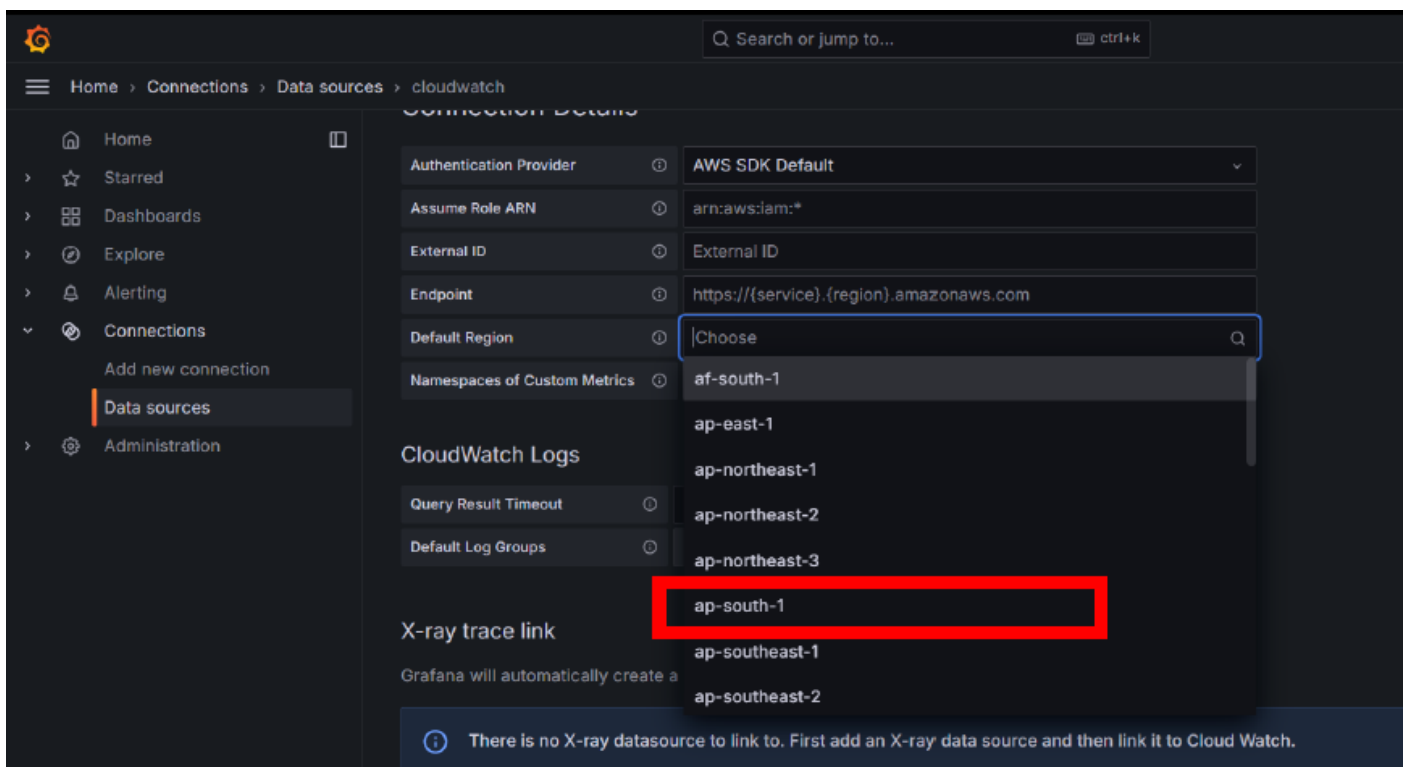 Search or jump to... ctrl+k
Home › Connections › Data sources › cloudwatch
Connection Details
Home
Starred
Dashboards
Explore
Alerting
Connections
Add new connection
Data sources
Administration
Authentication Provider AWS SDK Default
Assume Role ARN arn:aws:iam:*
External ID External ID
Endpoint https://{service}.{region}.amazonaws.com
Default Region Choose
Namespaces of Custom Metrics
af-south-1
ap-east-1
ap-northeast-1
ap-northeast-2
ap-northeast-3
ap-south-1
ap-southeast-1
ap-southeast-2
CloudWatch Logs
Query Result Timeout
Default Log Groups
X-ray trace link
Grafana will automatically create a
There is no X-ray datasource to link to. First add an X-ray data source and then link it to Cloud Watch.